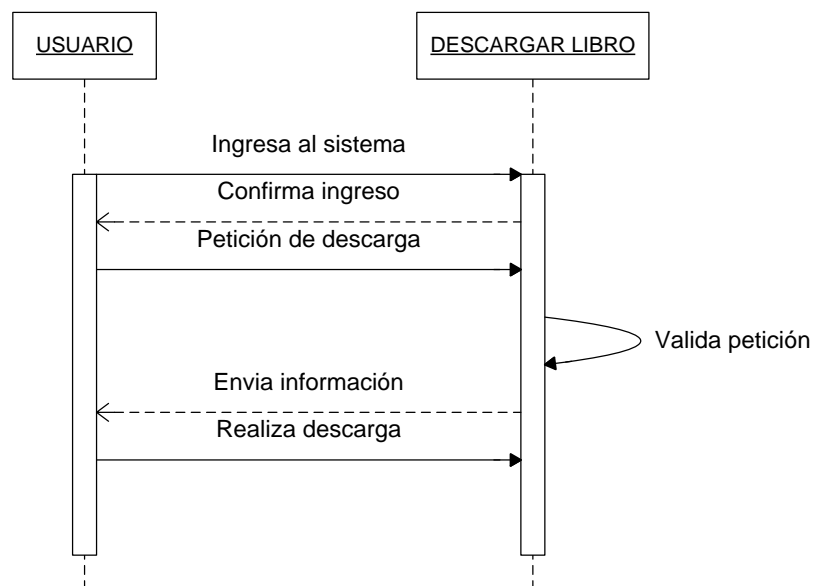 USUARIO
DESCARGAR LIBRO
Ingresa al sistema
Confirma ingreso
Petición de descarga
Valida petición
Envia información
Realiza descarga